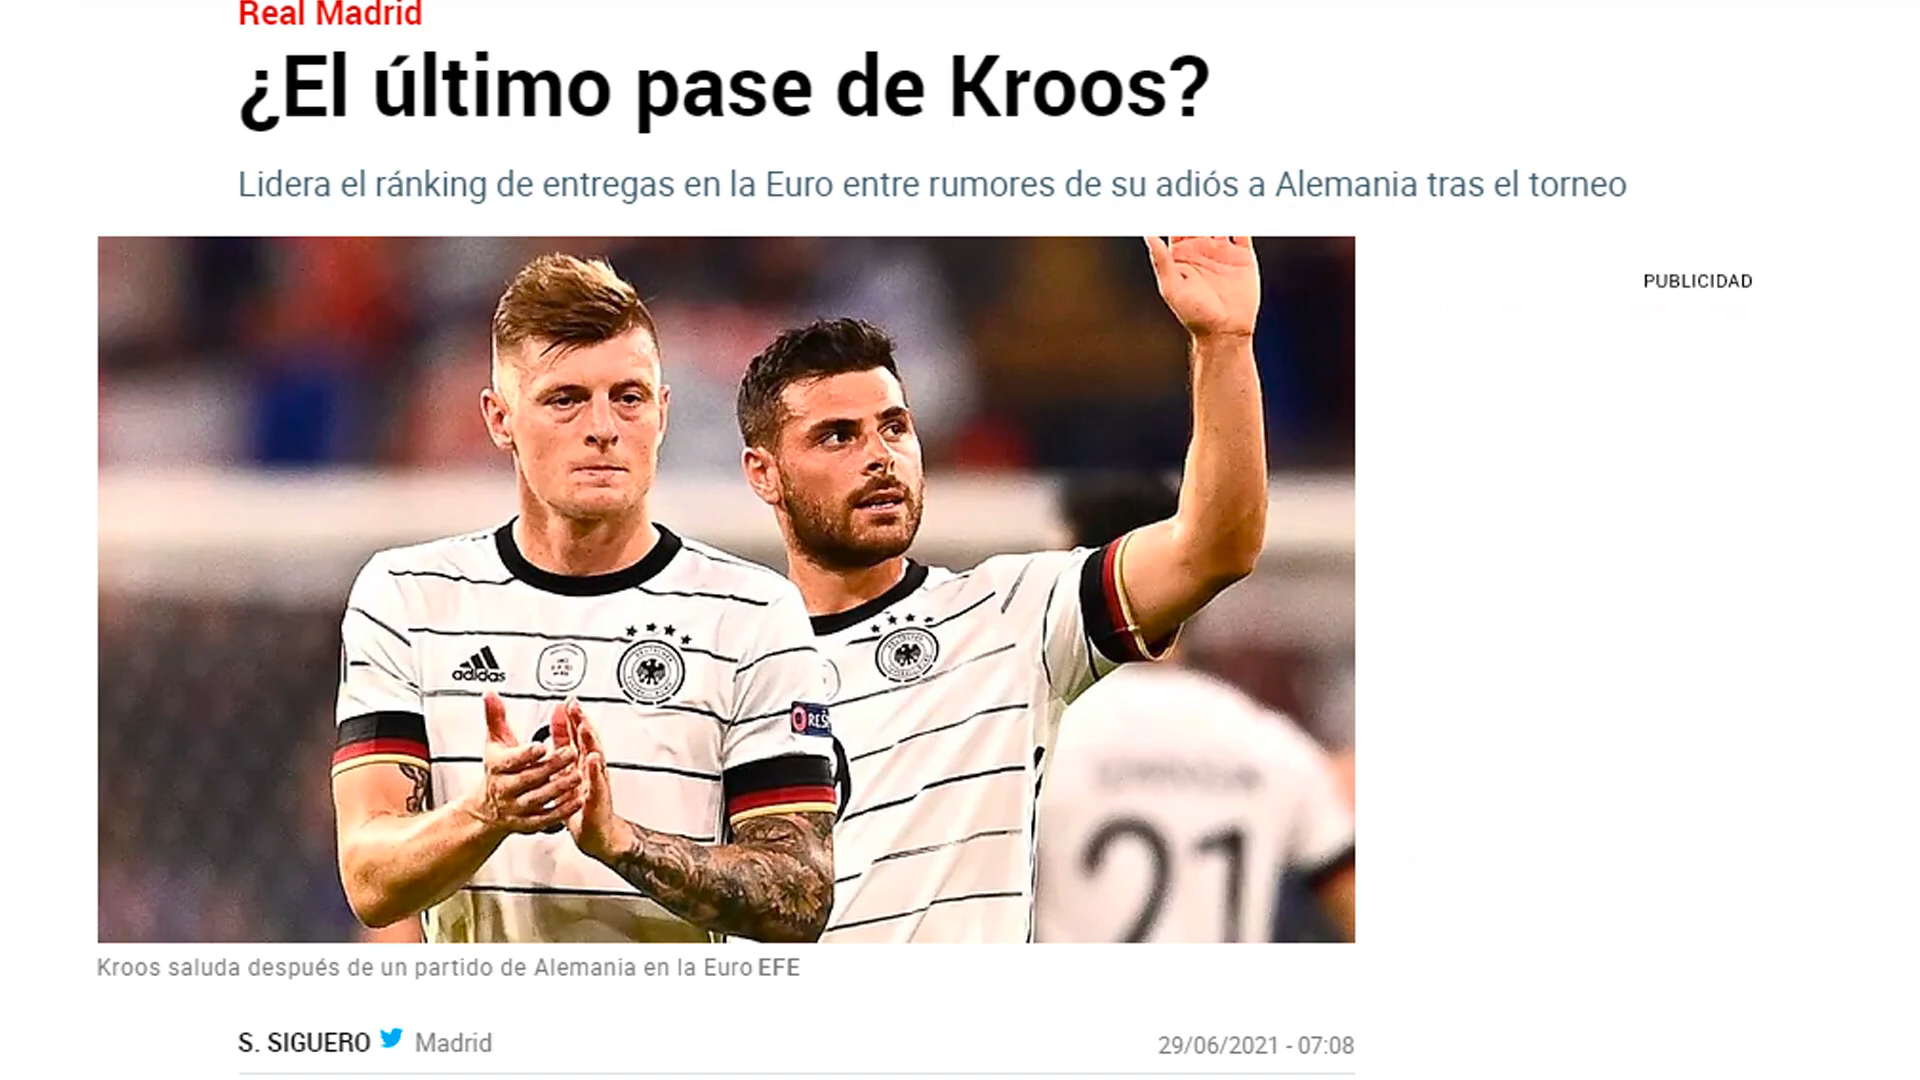 Real Madrid
¿El último pase de Kroos?
Lidera el ránking de entregas en la Euro entre rumores de su adiós a Alemania tras el torneo
PUBLICIDAD
adidas
21
Kroos saluda después de un partido de Alemania en la Euro EFE
S. SIGUERO Madrid
29/06/2021 - 07:08